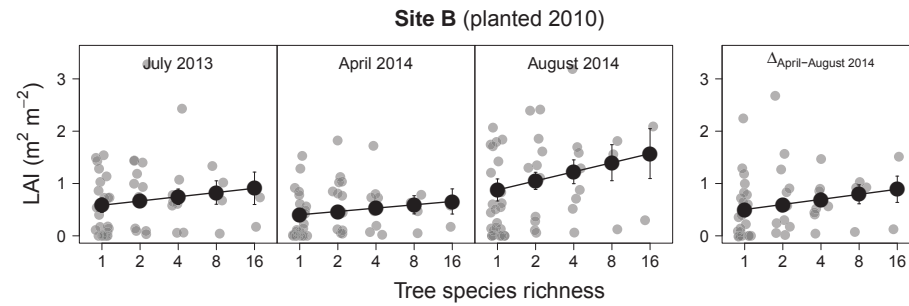 Site B (planted 2010)
July 2013 April 2014 August 2014 Δ April−August 2014
LAI (m² m⁻²)
3
2
1
0
3
2
1
0
1 2 4 8 16 1 2 4 8 16 1 2 4 8 16 1 2 4 8 16
Tree species richness